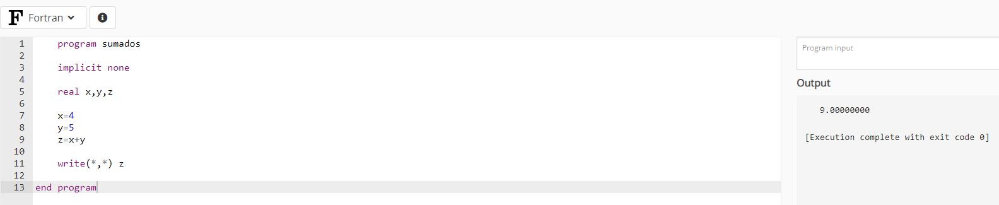 F Fortran
1 program sumados
2
3 implicit none
4
5 real x,y,z
6
7 x=4
8 y=5
9 z=x+y
10
11 write(*,*) z
12
13 end program
Program input
Output
9.00000000
[Execution complete with exit code 0]